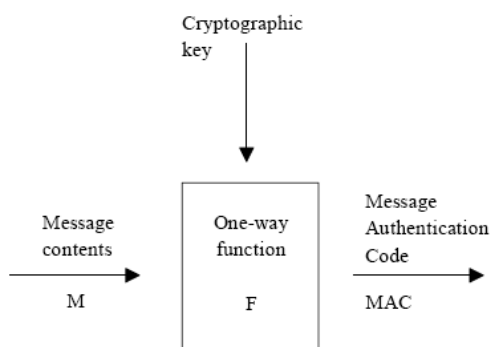 Cryptographic
key
Message
contents
M
One-way
function
F
Message
Authentication
Code
MAC